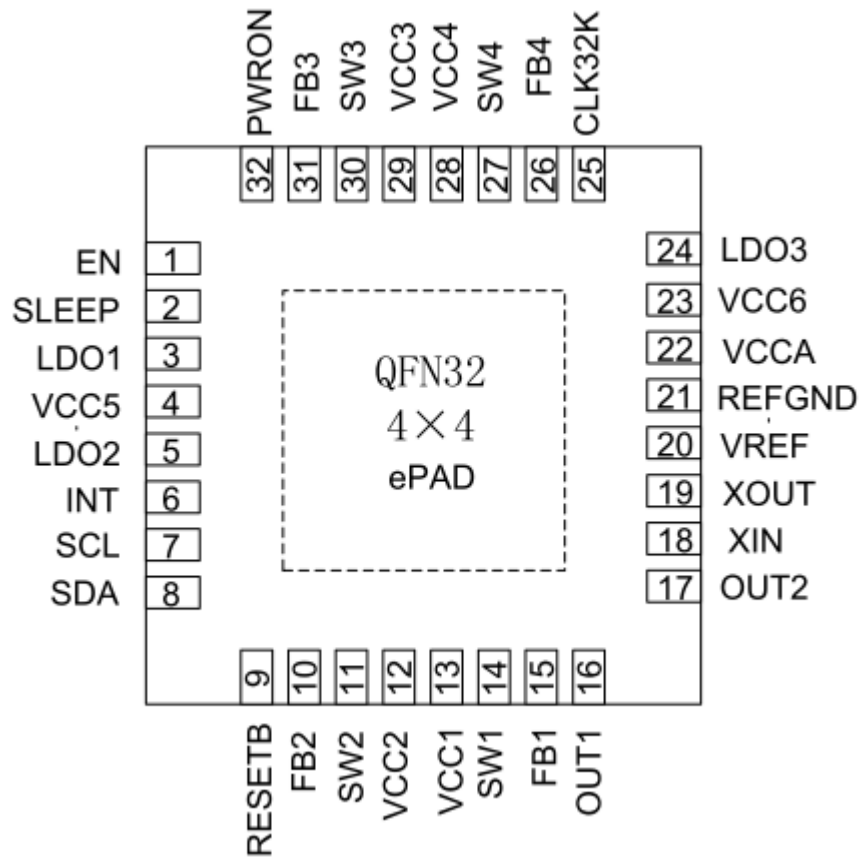 PWRON
FB3
SW3
VCC3
VCC4
SW4
FB4
CLK32K
32
31
30
29
28
27
26
25
EN 1
SLEEP 2
LDO1 3
VCC5 4
LDO2 5
INT 6
SCL 7
SDA 8
QFN32
4×4
ePAD
24 LDO3
23 VCC6
22 VCCA
21 REFGND
20 VREF
19 XOUT
18 XIN
17 OUT2
9
10
11
12
13
14
15
16
RESETB
FB2
SW2
VCC2
VCC1
SW1
FB1
OUT1